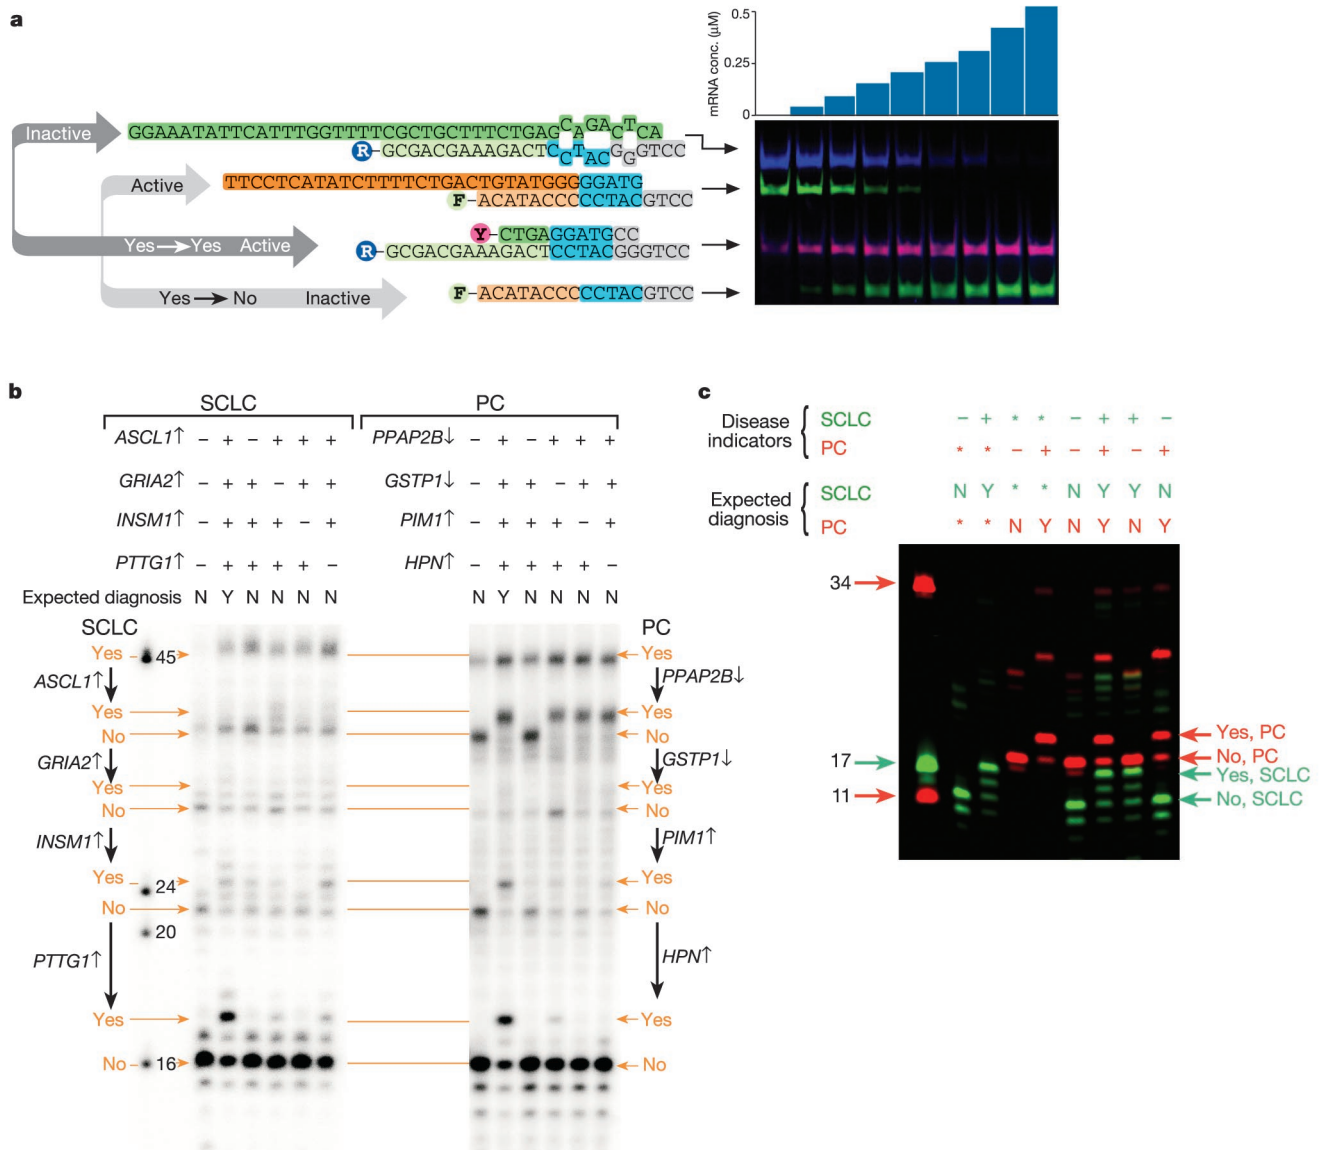 a
mRNA conc. (μM)
0.5
0.25
0
Inactive
GGAAATATTCATTTGGTTTTCGCTGCTTTCTGAGCAGACTCA
R-GCGACGAAAGACTCCTACGGGTCC
Active
TTCCTCATATCTTTTCTGACTGTATGGGGGATG
F-ACATACCCCCTACGTCC
Yes→Yes Active
Y-CTGAGGATGCC
R-GCGACGAAAGACTCCTACGGGTCC
Yes→No Inactive
F-ACATACCCCCTACGTCC
b
SCLC PC
ASCL1↑ - + - + + + PPAP2B↓ - + - + + +
GRIA2↑ - + + - + + GSTP1↓ - + + - + +
INSM1↑ - + + + - + PIM1↑ - + + + - +
PTTG1↑ - + + + + - HPN↑ - + + + + -
Expected diagnosis N Y N N N N N Y N N N N
SCLC PC
Yes 45 Yes
ASCL1↑ PPAP2B↓
Yes Yes
No No
GRIA2↑ GSTP1↓
Yes Yes
No No
INSM1↑ PIM1↑
Yes 24 Yes
No No
20
PTTG1↑ HPN↑
Yes Yes
No 16 No
c
Disease indicators
SCLC - + * * - + + -
PC * * - + - + - +
Expected diagnosis
SCLC N Y * * N Y Y N
PC * * N Y N Y N Y
34
17
11
Yes, PC
No, PC
Yes, SCLC
No, SCLC